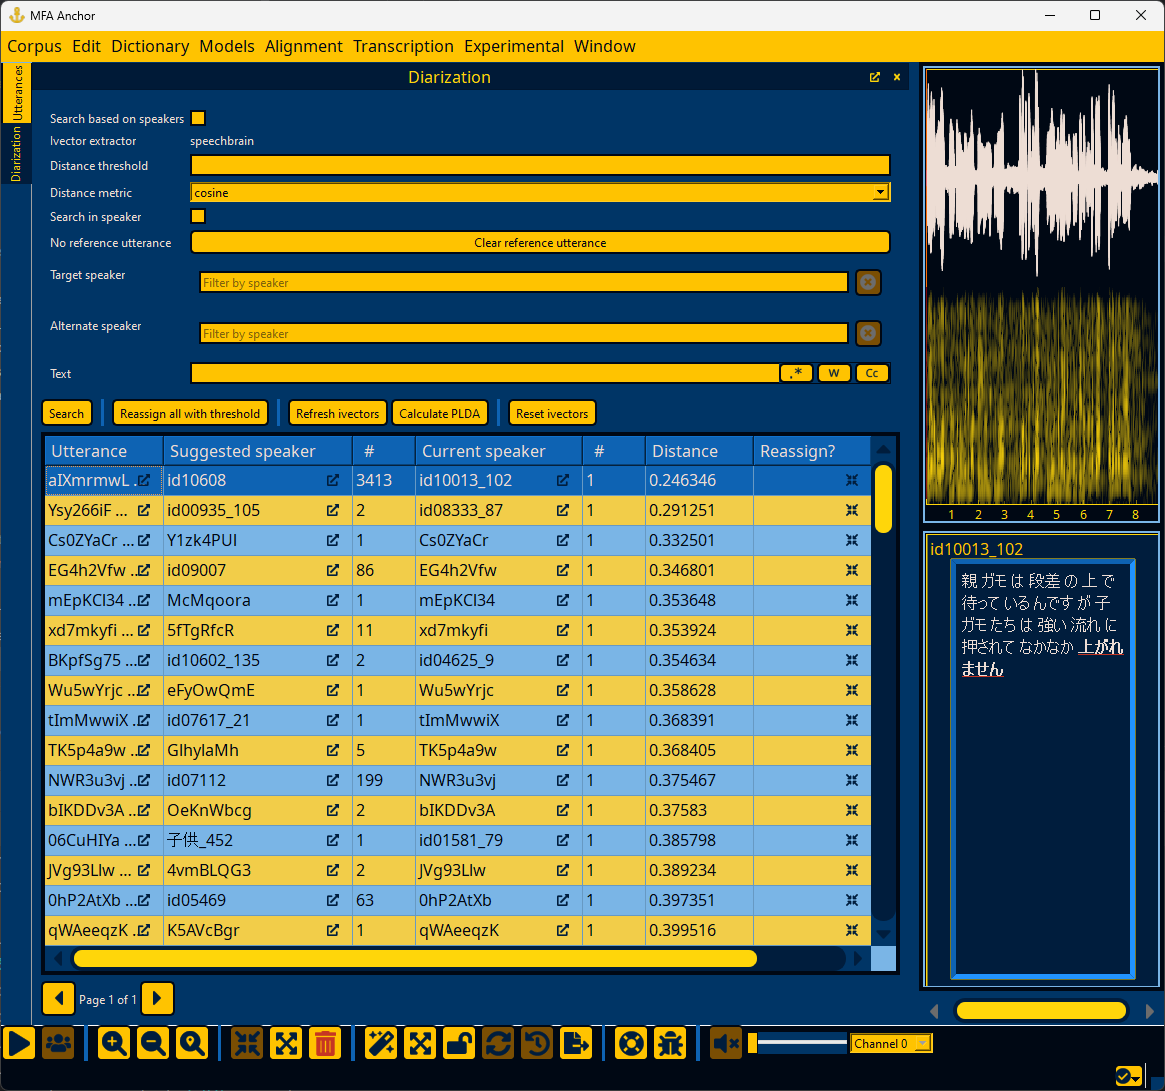 MFA Anchor
Corpus Edit Dictionary Models Alignment Transcription Experimental Window
Utterances
Diarization
Diarization
Search based on speakers
Ivector extractor speechbrain
Distance threshold
Distance metric cosine
Search in speaker
No reference utterance Clear reference utterance
Target speaker Filter by speaker
Alternate speaker Filter by speaker
Text .* W Cc
Search Reassign all with threshold Refresh ivectors Calculate PLDA Reset ivectors
Utterance Suggested speaker # Current speaker # Distance Reassign?
aIXmrmwL ... id10608 3413 id10013_102 1 0.246346
Ysy266iF ... id00935_105 2 id08333_87 1 0.291251
Cs0ZYaCr ... Y1zk4PUI 1 Cs0ZYaCr 1 0.332501
EG4h2Vfw ... id09007 86 EG4h2Vfw 1 0.346801
mEpKCl34 ... McMqoora 1 mEpKCl34 1 0.353648
xd7mkyfi ... 5fTgRfcR 11 xd7mkyfi 1 0.353924
BKpfSg75 ... id10602_135 2 id04625_9 1 0.354634
Wu5wYrjc ... eFyOwQmE 1 Wu5wYrjc 1 0.358628
tImMwwiX ... id07617_21 1 tImMwwiX 1 0.368391
TK5p4a9w ... GlhylaMh 5 TK5p4a9w 1 0.368405
NWR3u3vj ... id07112 199 NWR3u3vj 1 0.375467
bIKDDv3A ... OeKnWbcg 2 bIKDDv3A 1 0.37583
06CuHIYa ... 子供_452 1 id01581_79 1 0.385798
JVg93Llw ... 4vmBLQG3 2 JVg93Llw 1 0.389234
0hP2AtXb ... id05469 63 0hP2AtXb 1 0.397351
qWAeeqzK ... K5AVcBgr 1 qWAeeqzK 1 0.399516
Page 1 of 1
1 2 3 4 5 6 7 8
id10013_102
親 ガモ は 段差 の 上 で
待って いる んです が 子
ガモ たち は 強い 流れ に
押されて なかなか 上がれ
ません
Channel 0